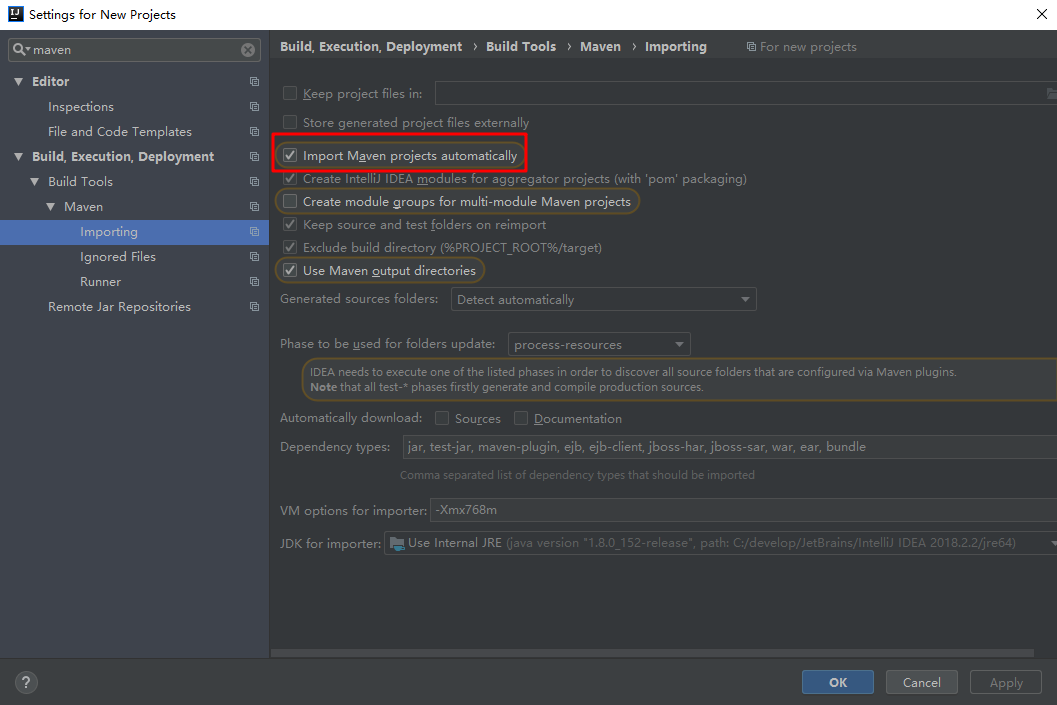 Settings for New Projects
maven
Editor
Inspections
File and Code Templates
Build, Execution, Deployment
Build Tools
Maven
Importing
Ignored Files
Runner
Remote Jar Repositories
Build, Execution, Deployment › Build Tools › Maven › Importing For new projects
Keep project files in:
Store generated project files externally
Import Maven projects automatically
Create IntelliJ IDEA modules for aggregator projects (with 'pom' packaging)
Create module groups for multi-module Maven projects
Keep source and test folders on reimport
Exclude build directory (%PROJECT_ROOT%/target)
Use Maven output directories
Generated sources folders: Detect automatically
Phase to be used for folders update: process-resources
IDEA needs to execute one of the listed phases in order to discover all source folders that are configured via Maven plugins.
Note that all test-* phases firstly generate and compile production sources.
Automatically download: Sources Documentation
Dependency types: jar, test-jar, maven-plugin, ejb, ejb-client, jboss-har, jboss-sar, war, ear, bundle
Comma separated list of dependency types that should be imported
VM options for importer: -Xmx768m
JDK for importer: Use Internal JRE (java version "1.8.0_152-release", path: C:/develop/JetBrains/IntelliJ IDEA 2018.2.2/jre64)
? OK Cancel Apply